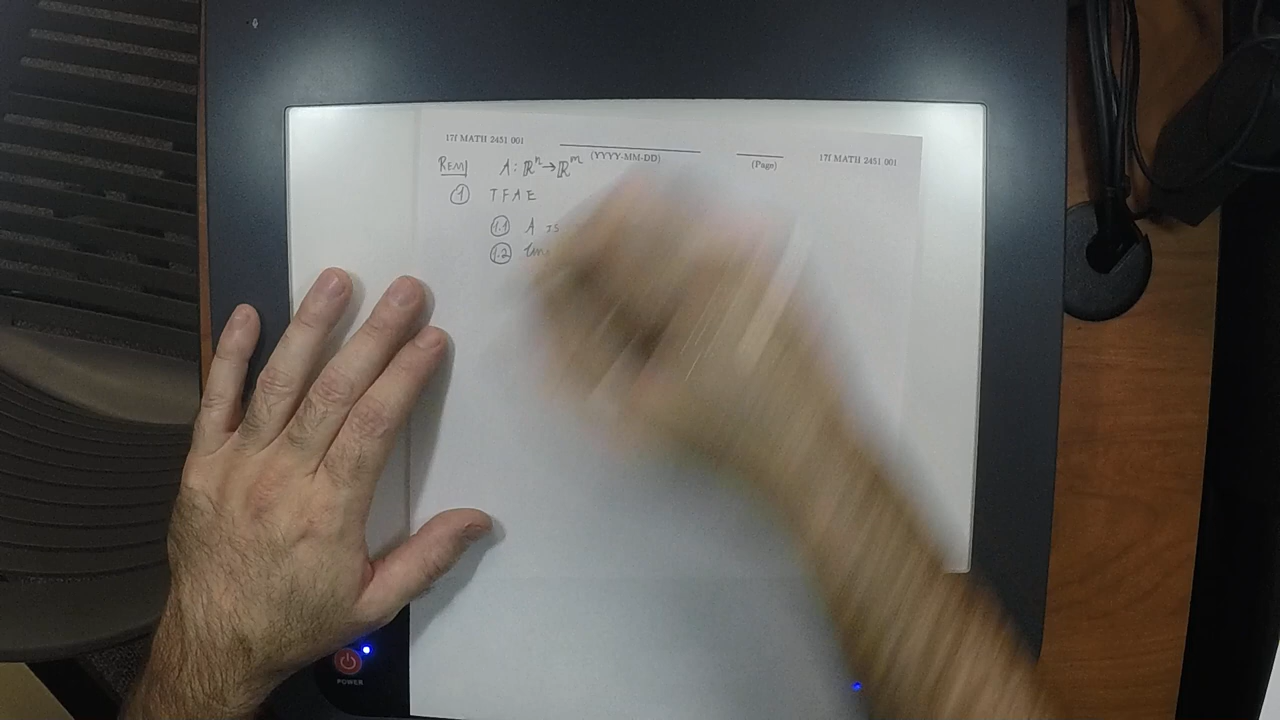 17f MATH 2451 001
(YYYY-MM-DD)
(Page)
17f MATH 2451 001
REM A: ℝⁿ→ℝᵐ
① TFAE
1.1 A IS
1.2
POWER